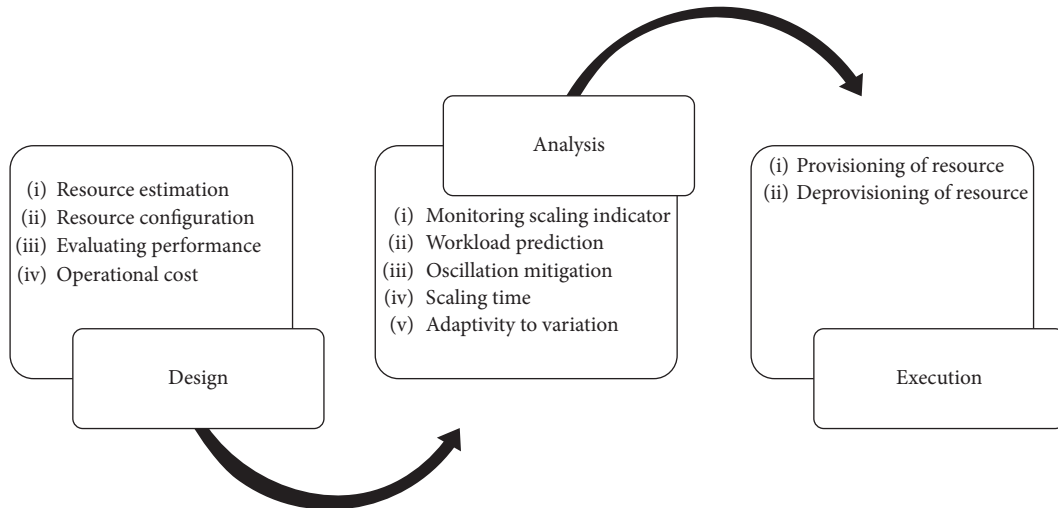 (i) Resource estimation
(ii) Resource configuration
(iii) Evaluating performance
(iv) Operational cost
Design
Analysis
(i) Monitoring scaling indicator
(ii) Workload prediction
(iii) Oscillation mitigation
(iv) Scaling time
(v) Adaptivity to variation
(i) Provisioning of resource
(ii) Deprovisioning of resource
Execution